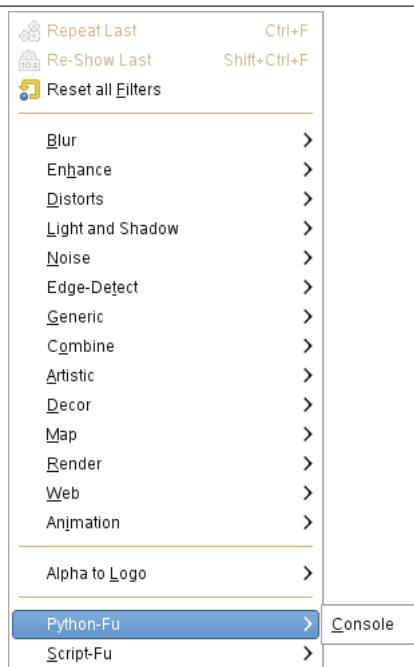 Repeat Last Ctrl+F
Re-Show Last Shift+Ctrl+F
Reset all Filters
Blur
Enhance
Distorts
Light and Shadow
Noise
Edge-Detect
Generic
Combine
Artistic
Decor
Map
Render
Web
Animation
Alpha to Logo
Python-Fu Console
Script-Fu